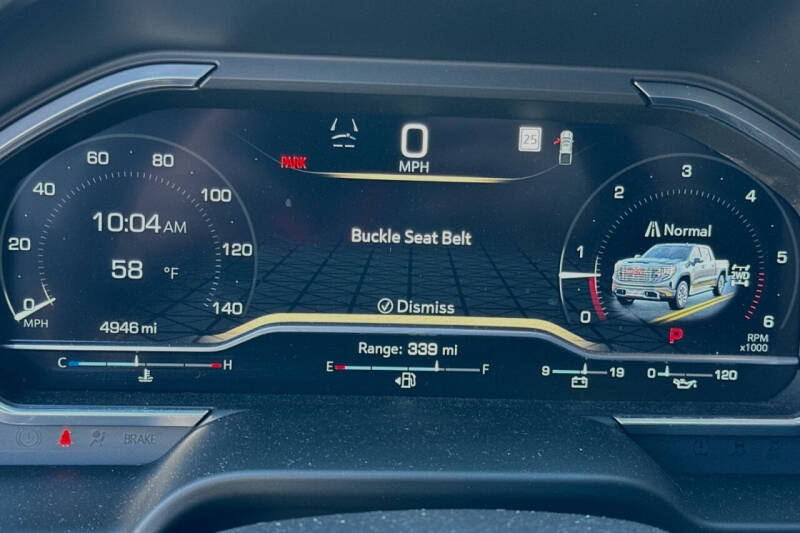 PARK
0
MPH
25
20 40 60 80 100 120 140
0
MPH
10:04 AM
58 °F
4946 mi
Buckle Seat Belt
Dismiss
0 1 2 3 4 5 6
RPM
x1000
Normal
2WD
P
C H
Range: 339 mi
E F
9 19
0 120
BRAKE